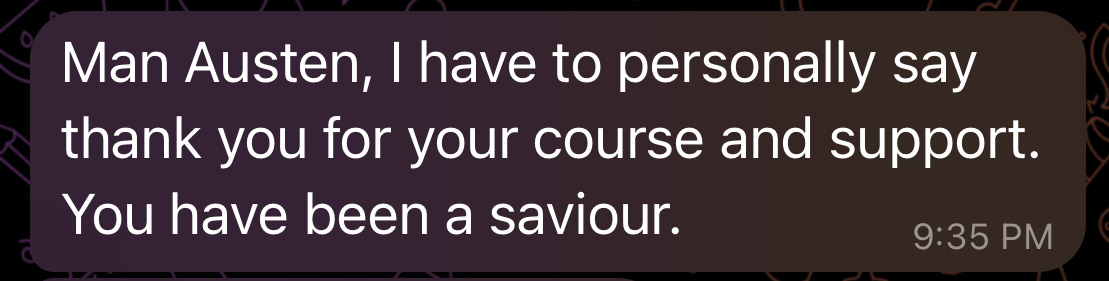 Man Austen, I have to personally say
thank you for your course and support.
You have been a saviour.
9:35 PM